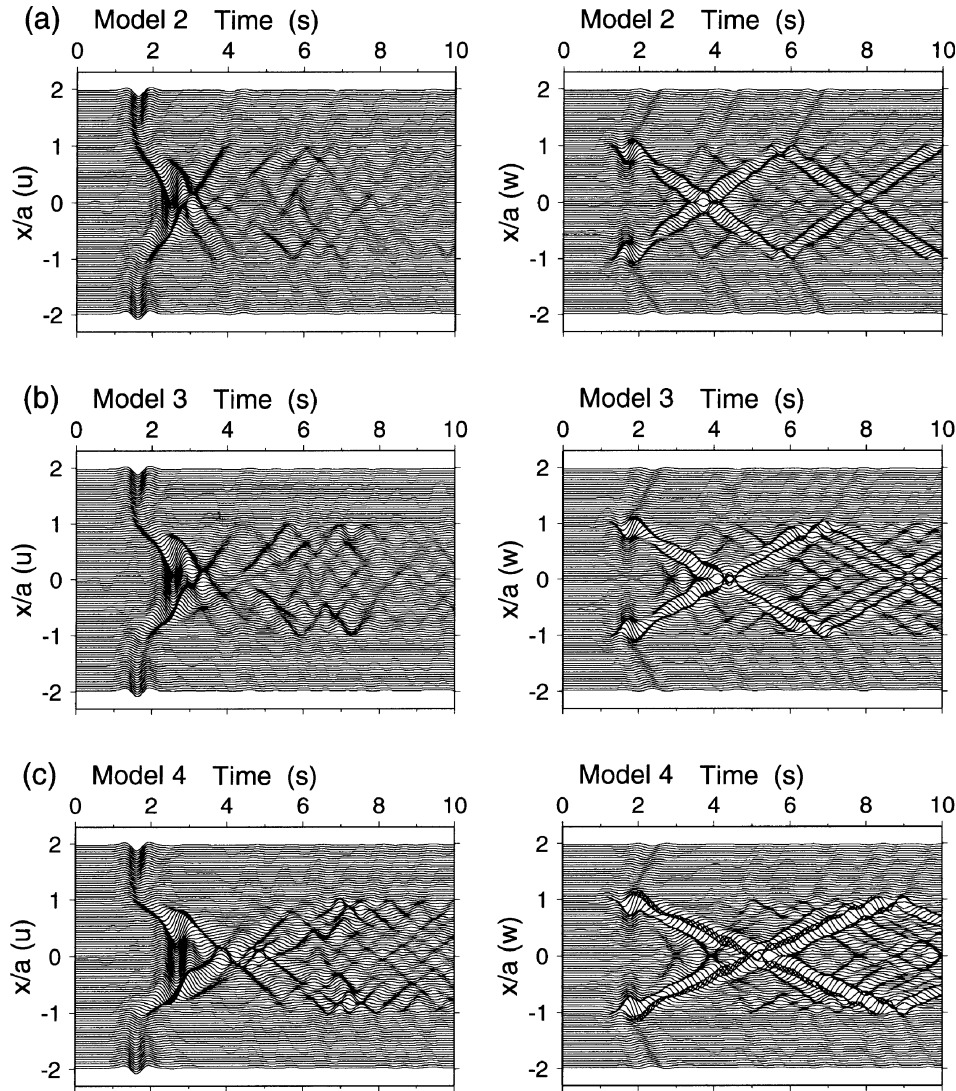 (a) Model 2 Time (s) Model 2 Time (s)
0 2 4 6 8 10 0 2 4 6 8 10
2 2
1 1
x/a (u) 0 x/a (w) 0
-1 -1
-2 -2
(b) Model 3 Time (s) Model 3 Time (s)
0 2 4 6 8 10 0 2 4 6 8 10
2 2
1 1
x/a (u) 0 x/a (w) 0
-1 -1
-2 -2
(c) Model 4 Time (s) Model 4 Time (s)
0 2 4 6 8 10 0 2 4 6 8 10
2 2
1 1
x/a (u) 0 x/a (w) 0
-1 -1
-2 -2